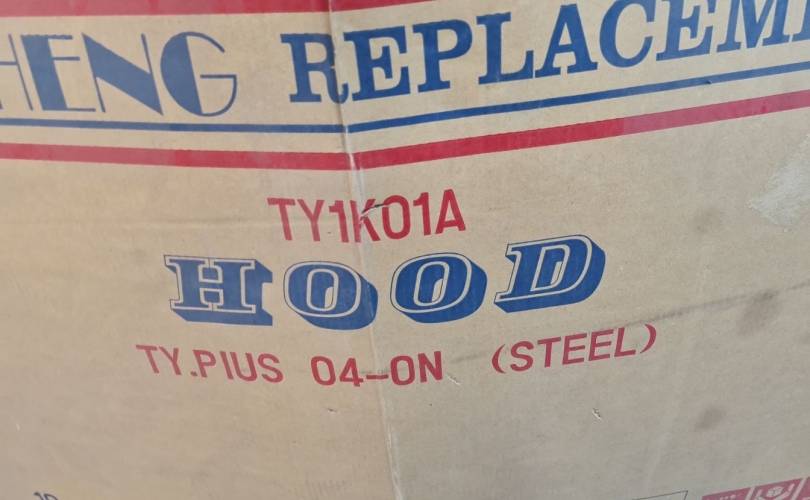 HENG REPLACEM
TY1K01A
HOOD
TY.PIUS 04-ON (STEEL)